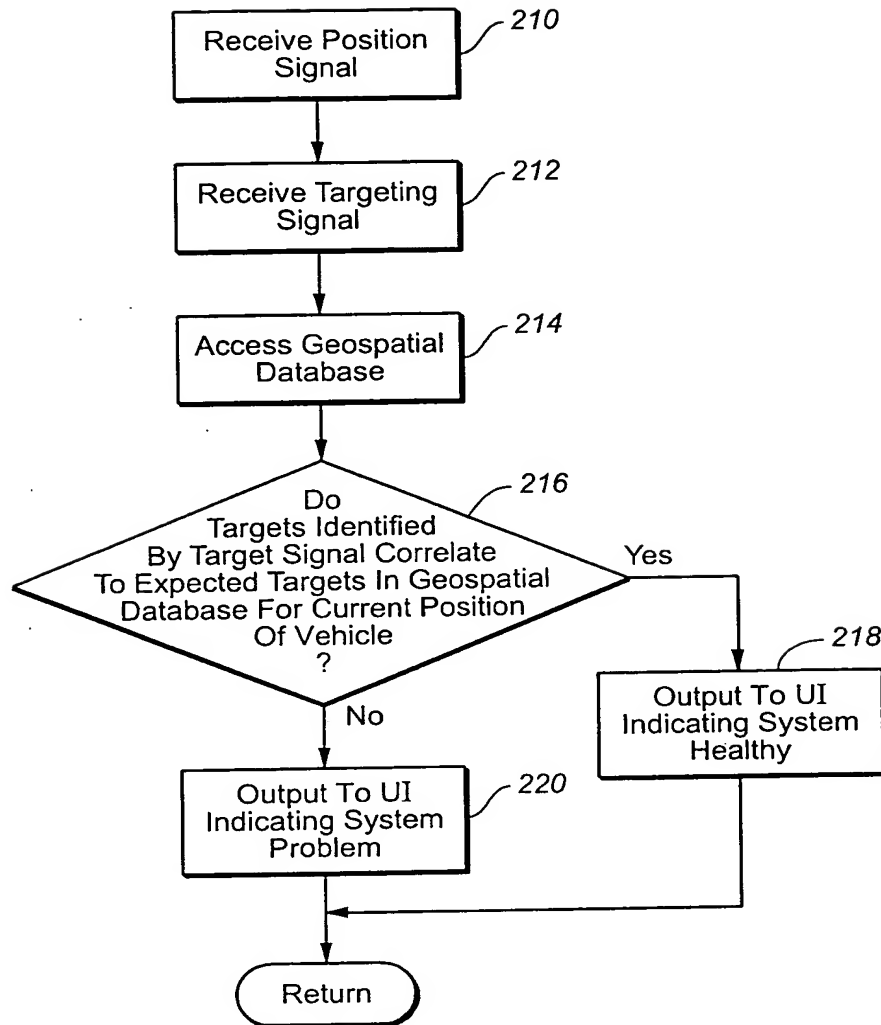 Receive Position
Signal
210
Receive Targeting
Signal
212
Access Geospatial
Database
214
Do
Targets Identified
By Target Signal Correlate
To Expected Targets In Geospatial
Database For Current Position
Of Vehicle
?
216
Yes
No
Output To UI
Indicating System
Healthy
218
Output To UI
Indicating System
Problem
220
Return